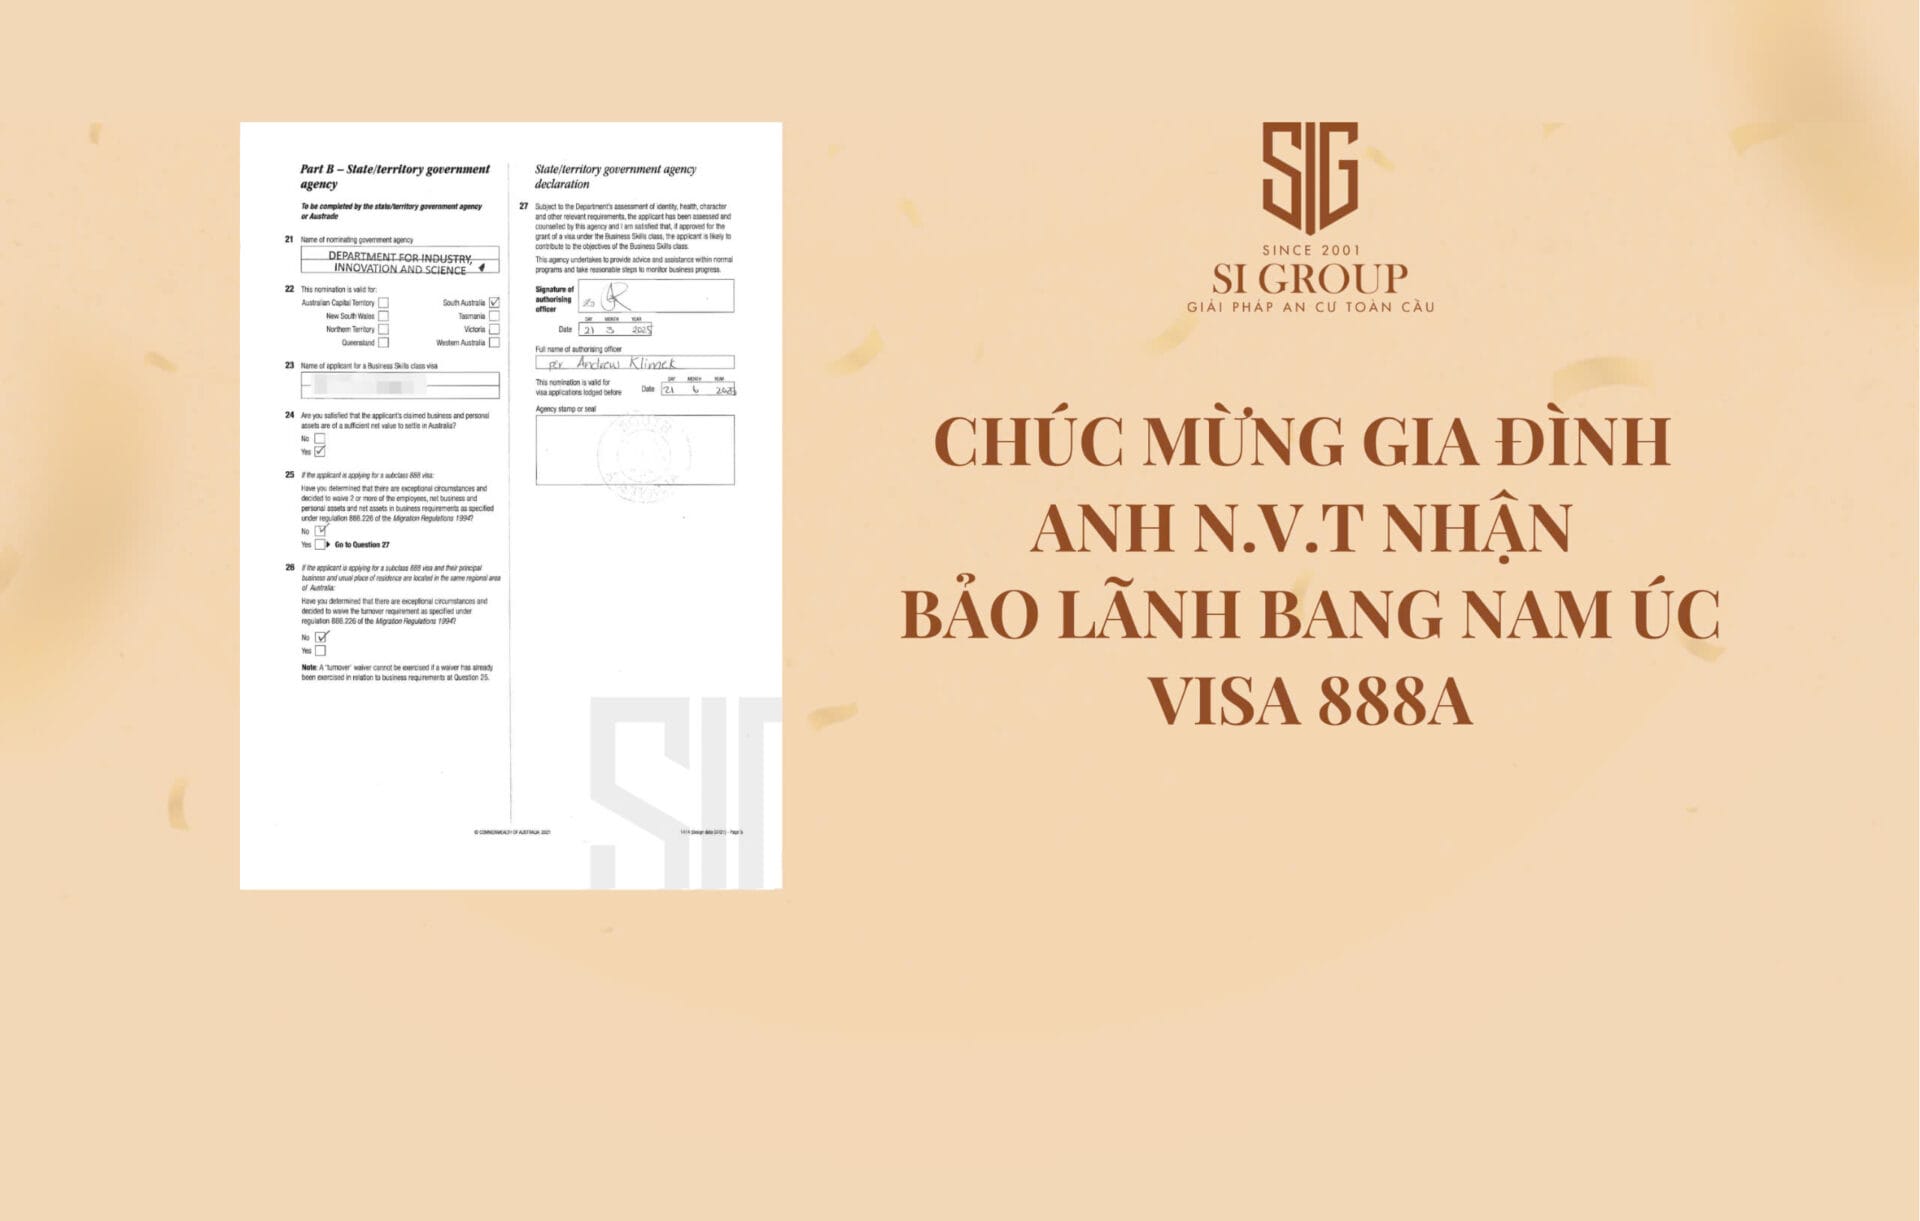 Part B – State/territory government
agency
To be completed by the state/territory government agency
or Austrade
21 Name of nominating government agency
DEPARTMENT FOR INDUSTRY,
INNOVATION AND SCIENCE
22 This nomination is valid for:
Australian Capital Territory
South Australia
New South Wales
Tasmania
Northern Territory
Victoria
Queensland
Western Australia
23 Name of applicant for a Business Skills class visa
24 Are you satisfied that the applicant's claimed business and personal
assets are of a sufficient net value to settle in Australia?
No
Yes
25 If the applicant is applying for a subclass 888 visa:
Have you determined that there are exceptional circumstances and
decided to waive 2 or more of the employees, net business and
personal assets and net assets in business requirements as specified
under regulation 888.226 of the Migration Regulations 1994?
No
Yes Go to Question 27
26 If the applicant is applying for a subclass 888 visa and their principal
business and usual place of residence are located in the same regional area
of Australia:
Have you determined that there are exceptional circumstances and
decided to waive the turnover requirement as specified under
regulation 888.226 of the Migration Regulations 1994?
No
Yes
Note: A 'turnover' waiver cannot be exercised if a waiver has already
been exercised in relation to business requirements at Question 25.
State/territory government agency
declaration
27 Subject to the Department's assessment of identity, health, character
and other relevant requirements, the applicant has been assessed and
counselled by this agency and I am satisfied that, if approved for the
grant of a visa under the Business Skills class, the applicant is likely to
contribute to the objectives of the Business Skills class.
This agency undertakes to provide advice and assistance within normal
programs and take reasonable steps to monitor business progress.
Signature of
authorising
officer
DAY MONTH YEAR
Date 21 3 2025
Full name of authorising officer
per Andrew Klimek
This nomination is valid for
visa applications lodged before
DAY MONTH YEAR
Date 21 6 2025
Agency stamp or seal
© COMMONWEALTH OF AUSTRALIA, 2021
SIG
SIG
SINCE 2001
SI GROUP
GIẢI PHÁP AN CƯ TOÀN CẦU
CHÚC MỪNG GIA ĐÌNH
ANH N.V.T NHẬN
BẢO LÃNH BANG NAM ÚC
VISA 888A